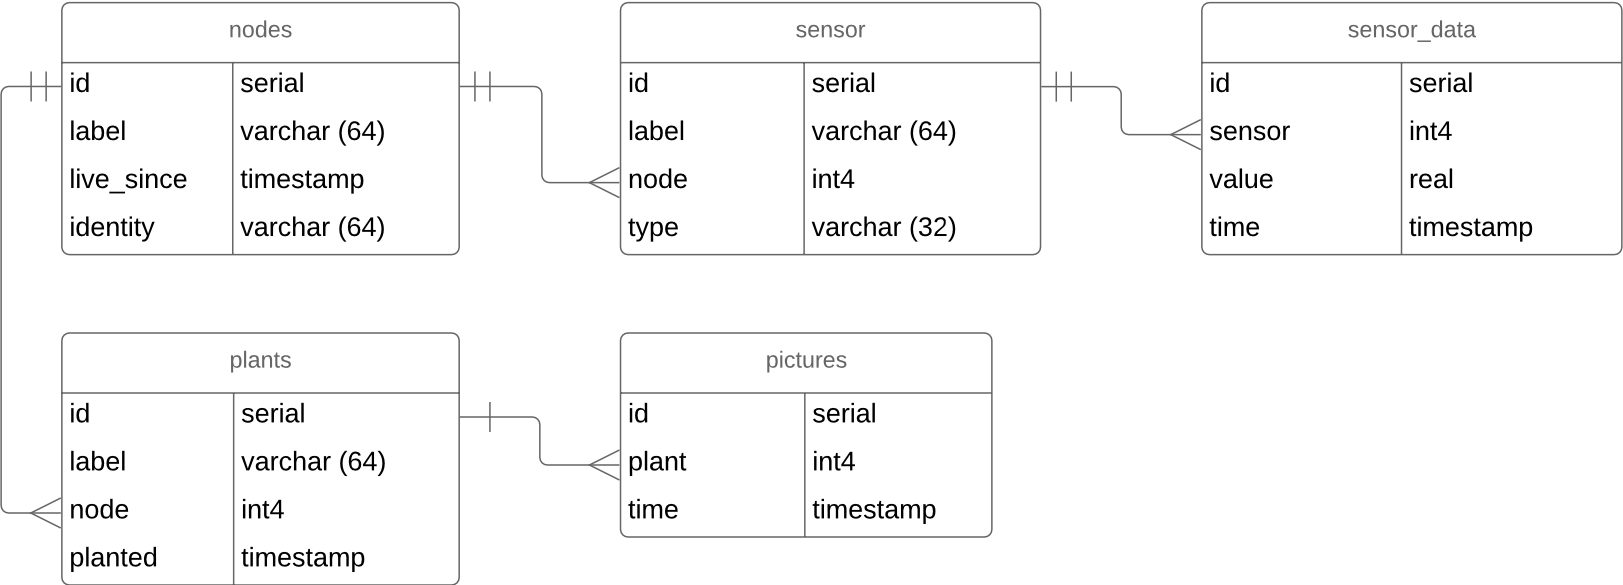 nodes
id serial
label varchar (64)
live_since timestamp
identity varchar (64)
sensor
id serial
label varchar (64)
node int4
type varchar (32)
sensor_data
id serial
sensor int4
value real
time timestamp
plants
id serial
label varchar (64)
node int4
planted timestamp
pictures
id serial
plant int4
time timestamp